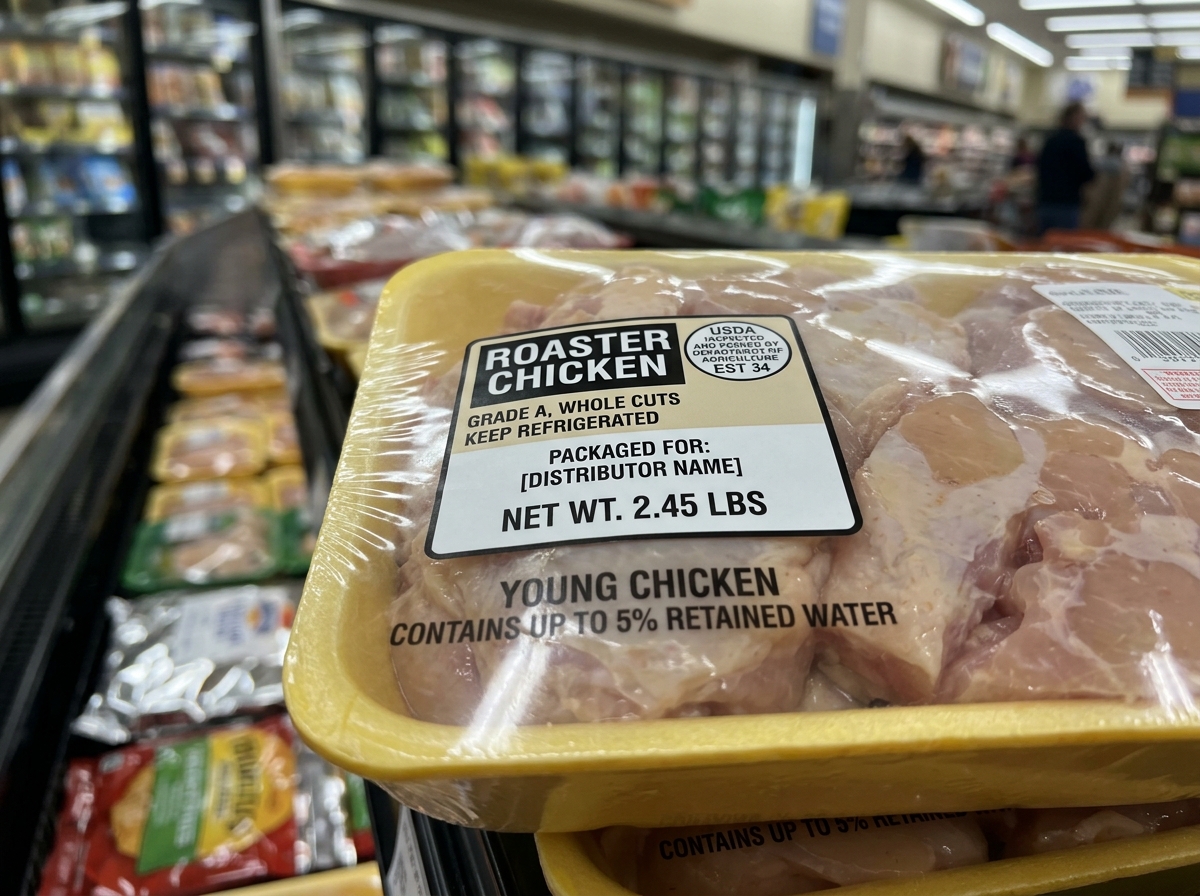 ROASTER
CHICKEN
USDA
EST 34
GRADE A, WHOLE CUTS
KEEP REFRIGERATED
PACKAGED FOR:
[DISTRIBUTOR NAME]
NET WT. 2.45 LBS
YOUNG CHICKEN
CONTAINS UP TO 5% RETAINED WATER
CONTAINS UP TO 5% RETAINED